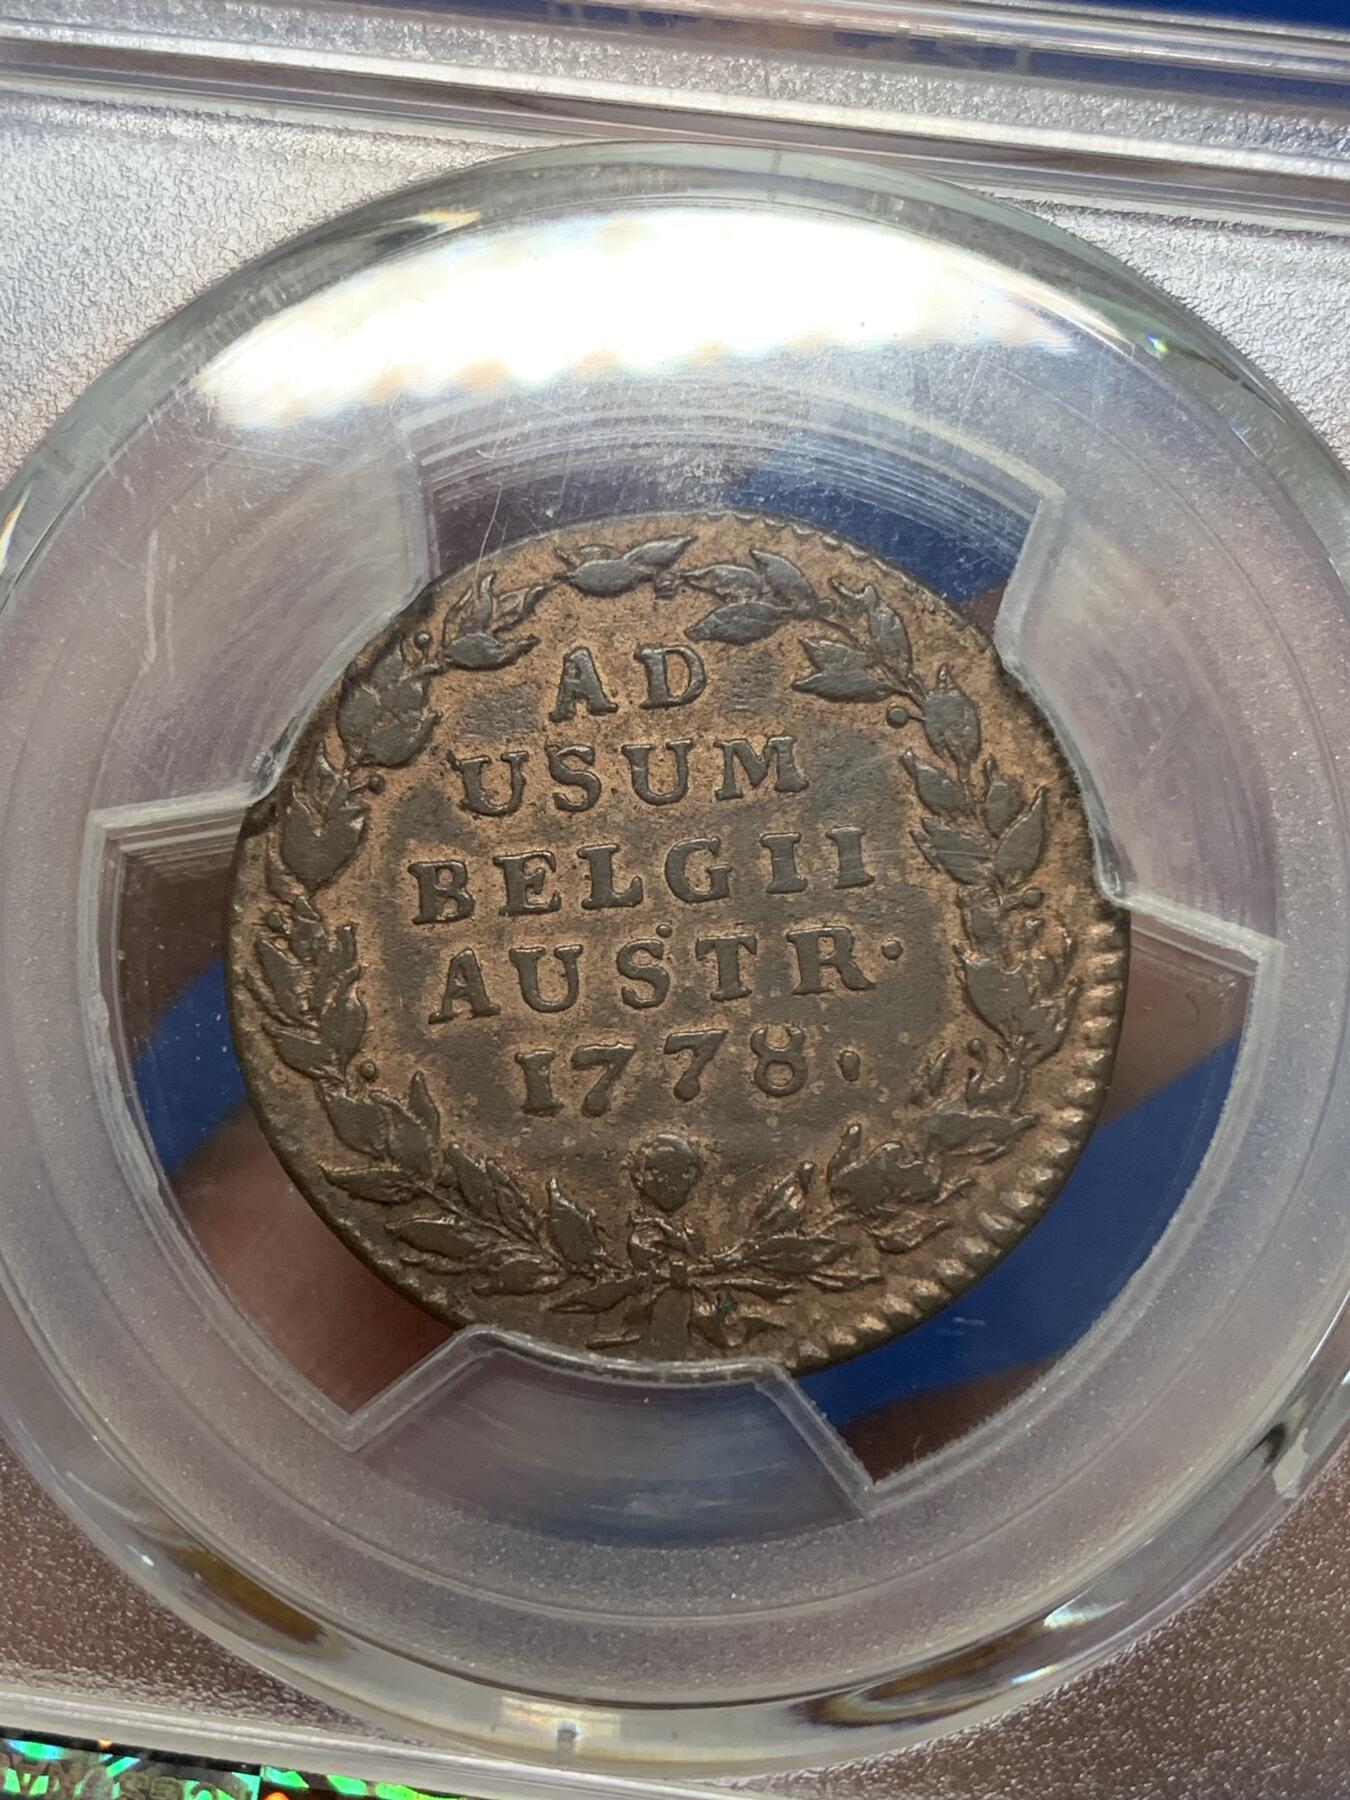 AD
USUM
BELGII
AUSTR·
1778·